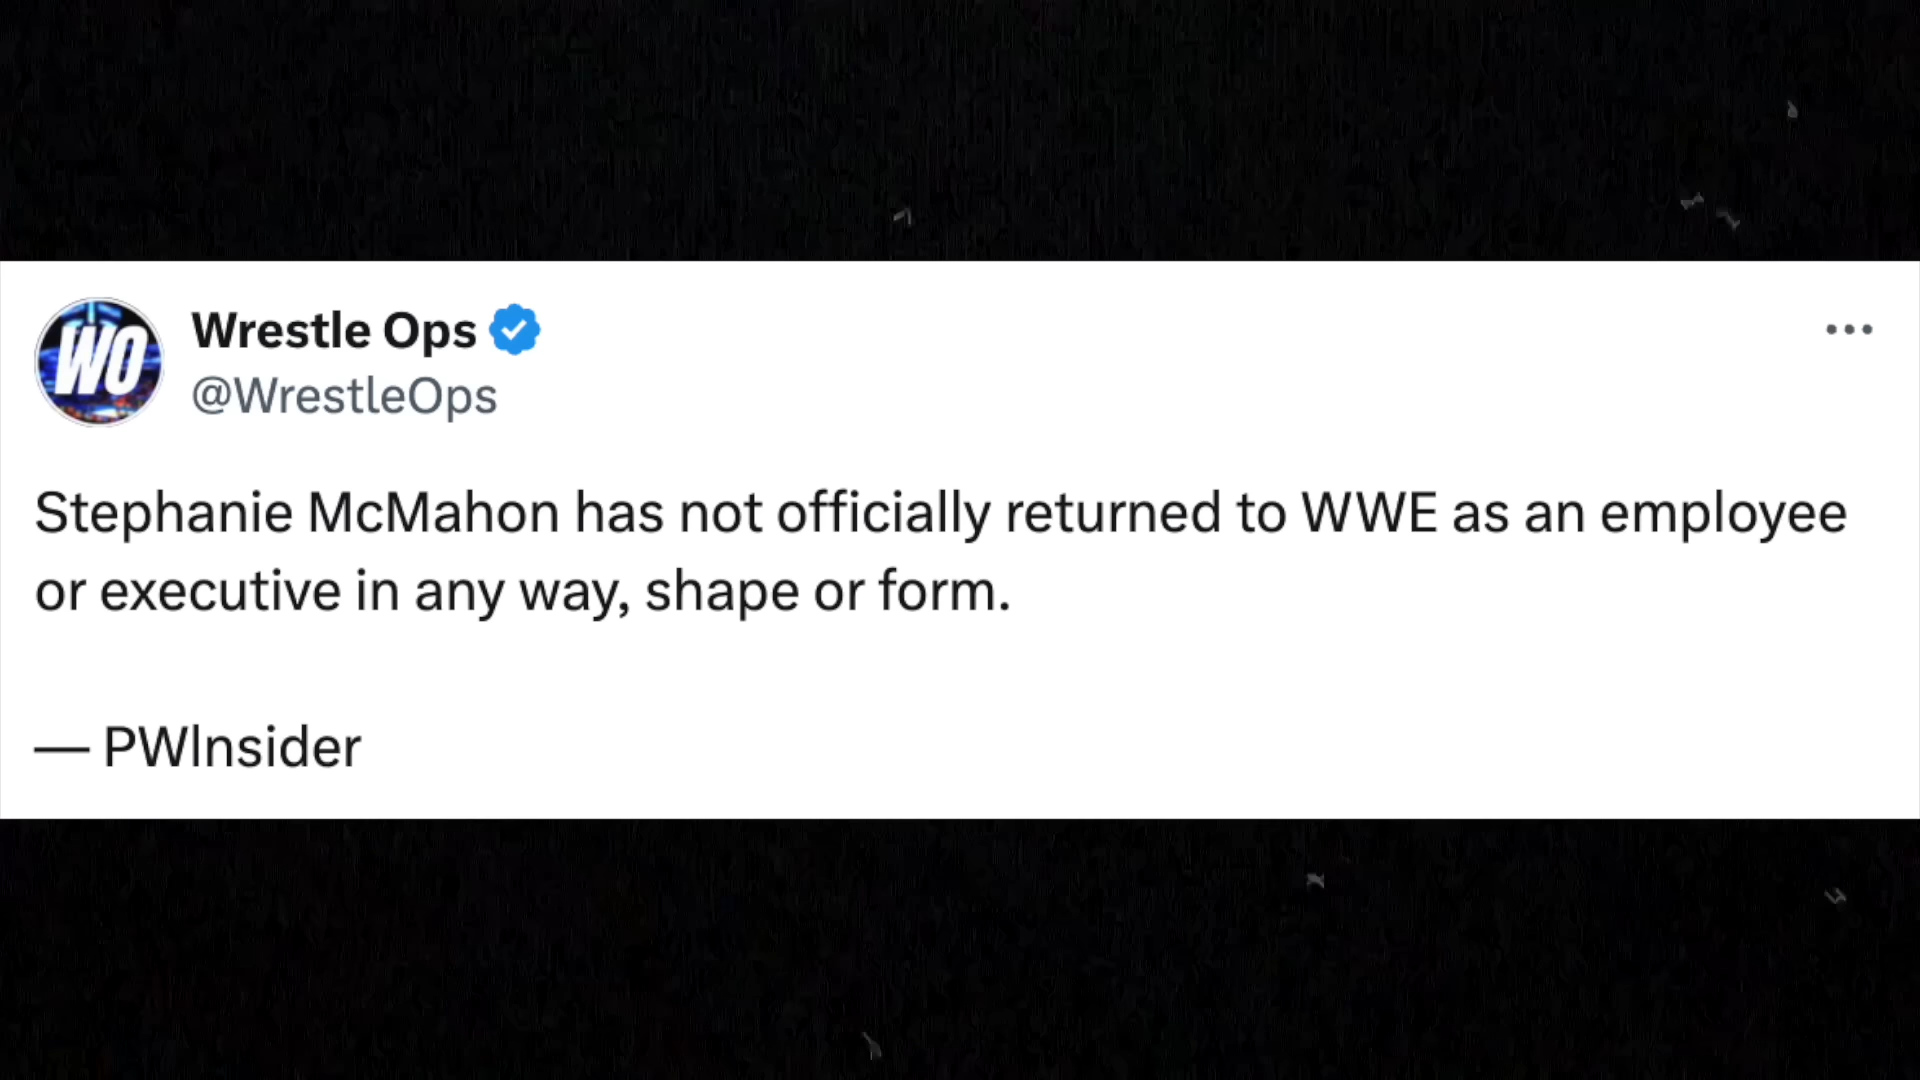 WO
Wrestle Ops
@WrestleOps
Stephanie McMahon has not officially returned to WWE as an employee
or executive in any way, shape or form.
— PWInsider